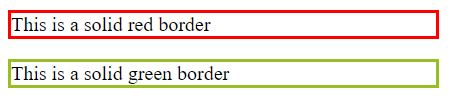 This is a solid red border
This is a solid green border